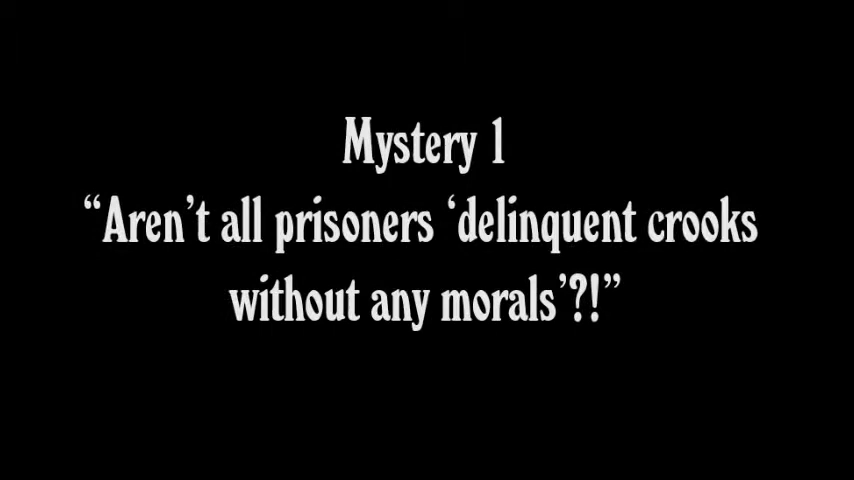 Mystery 1
“Aren’t all prisoners ‘delinquent crooks
without any morals’?!”